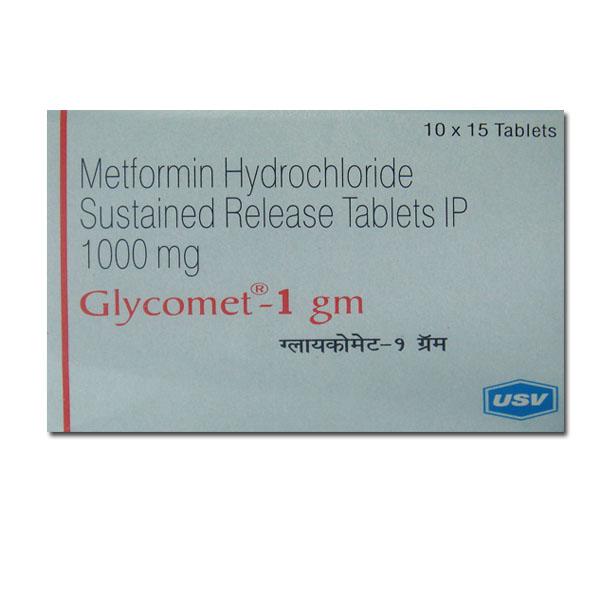 10 x 15 Tablets
Metformin Hydrochloride
Sustained Release Tablets IP
1000 mg
Glycomet®-1 gm
ग्लायकोमेट-१ ग्रॅम
USV